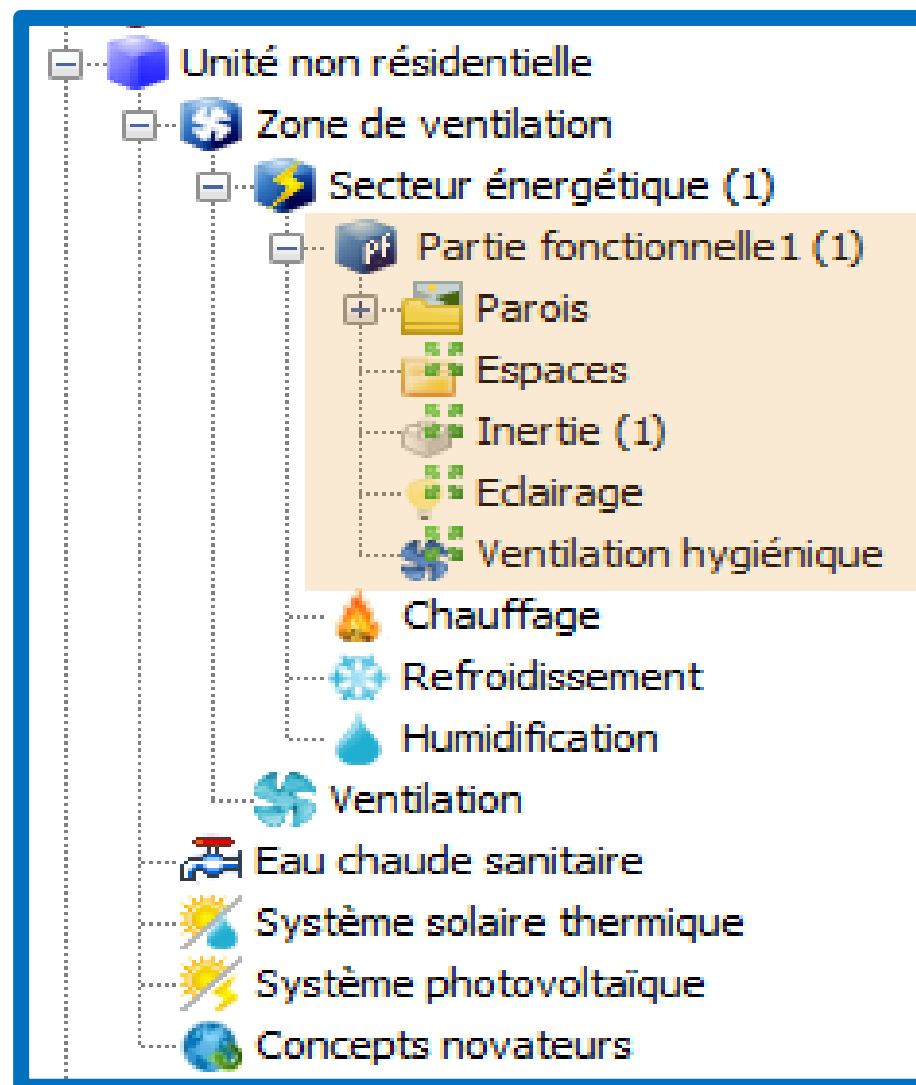 Unité non résidentielle
Zone de ventilation
Secteur énergétique (1)
pf Partie fonctionnelle1 (1)
Parois
Espaces
Inertie (1)
Eclairage
Ventilation hygiénique
Chauffage
Refroidissement
Humidification
Ventilation
Eau chaude sanitaire
Système solaire thermique
Système photovoltaïque
Concepts novateurs